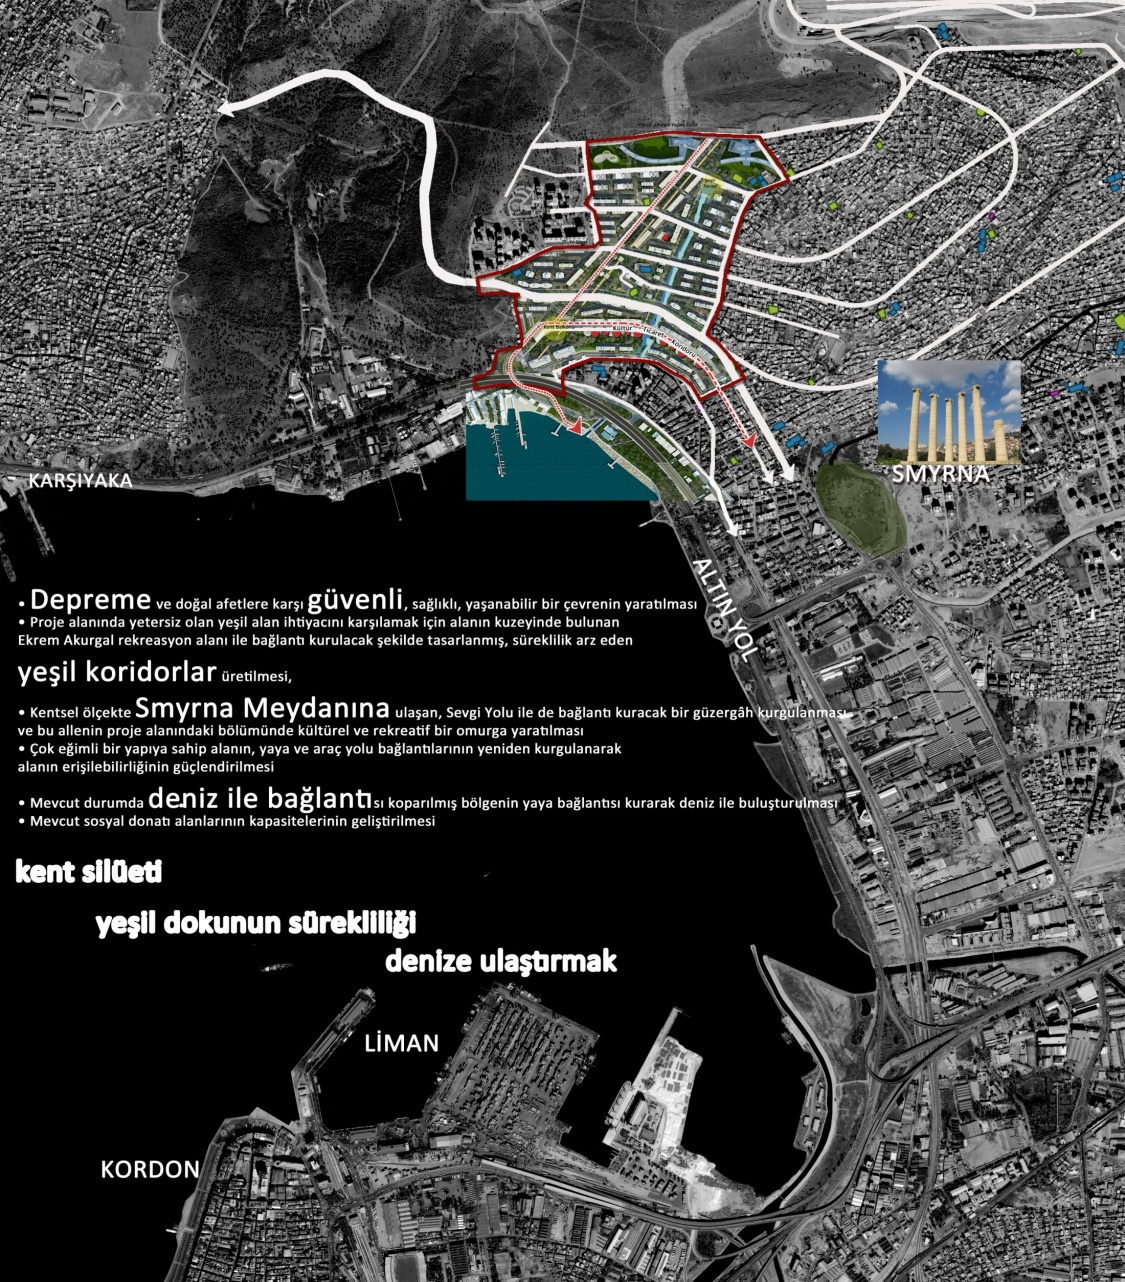 Kent Balkonu
Kültür Ticaret Koridoru
KARŞIYAKA
SMYRNA
ALTIN YOL
• Depreme ve doğal afetlere karşı güvenli, sağlıklı, yaşanabilir bir çevrenin yaratılması
• Proje alanında yetersiz olan yeşil alan ihtiyacını karşılamak için alanın kuzeyinde bulunan
Ekrem Akurgal rekreasyon alanı ile bağlantı kurulacak şekilde tasarlanmış, süreklilik arz eden
yeşil koridorlar üretilmesi,
• Kentsel ölçekte Smyrna Meydanına ulaşan, Sevgi Yolu ile de bağlantı kuracak bir güzergâh kurgulanması
ve bu allenin proje alanındaki bölümünde kültürel ve rekreatif bir omurga yaratılması
• Çok eğimli bir yapıya sahip alanın, yaya ve araç yolu bağlantılarının yeniden kurgulanarak
alanın erişilebilirliğinin güçlendirilmesi
• Mevcut durumda deniz ile bağlantısı koparılmış bölgenin yaya bağlantısı kurarak deniz ile buluşturulması
• Mevcut sosyal donatı alanlarının kapasitelerinin geliştirilmesi
kent silüeti
yeşil dokunun sürekliliği
denize ulaştırmak
LİMAN
KORDON